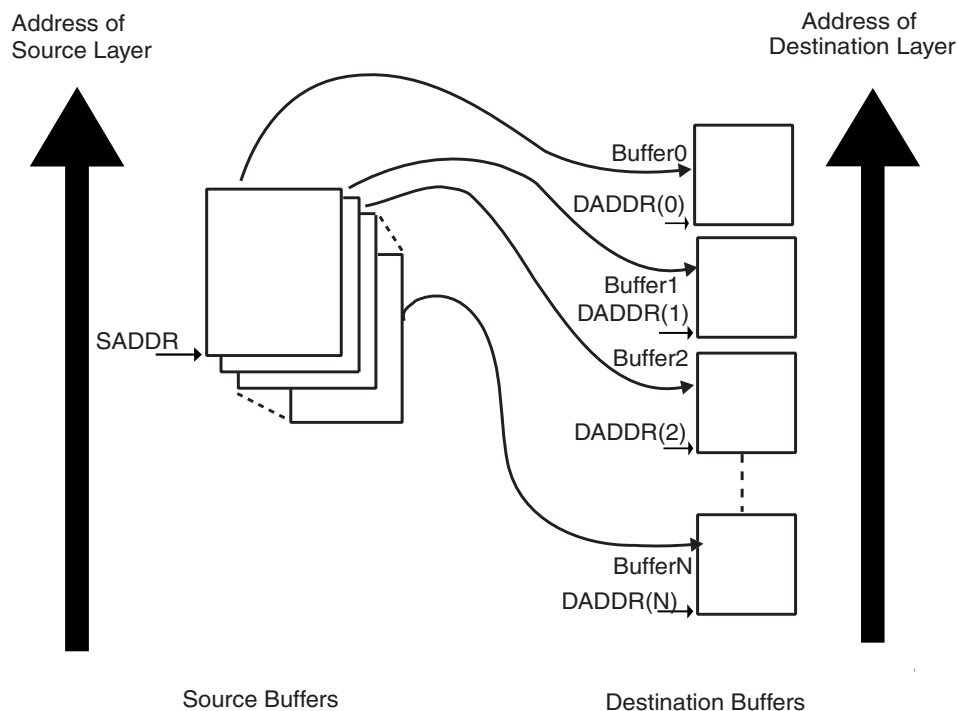 Address of
Source Layer
Address of
Destination Layer
Buffer0
DADDR(0)
Buffer1
DADDR(1)
SADDR
Buffer2
DADDR(2)
BufferN
DADDR(N)
Source Buffers
Destination Buffers